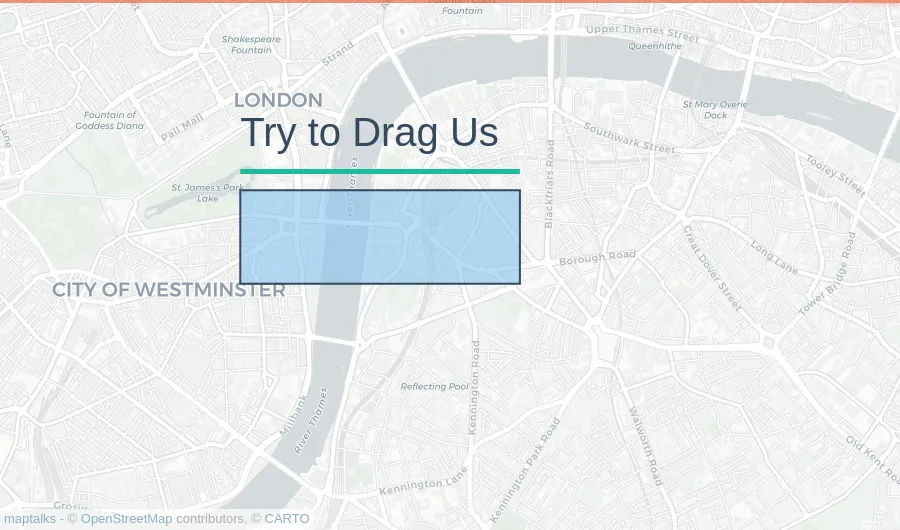 Fountain
Upper Thames Street
Shakespeare
Fountain
Queenhithe
Strand
LONDON
St Mary Overie
Dock
Fountain of
Goddess Diana
Pall Mall
Try to Drag Us
Southwark Street
Lane
Tooley Street
Blackfriars Road
St. James's Park
Lake
Great Dover Street
Long Lane
Borough Road
Tower Bridge Road
CITY OF WESTMINSTER
Kennington Road
Reflecting Pool
Millbank
River Thames
Walworth Road
Kennington Park Road
Old Kent Road
Kennington Lane
maptalks - © OpenStreetMap contributors, © CARTO